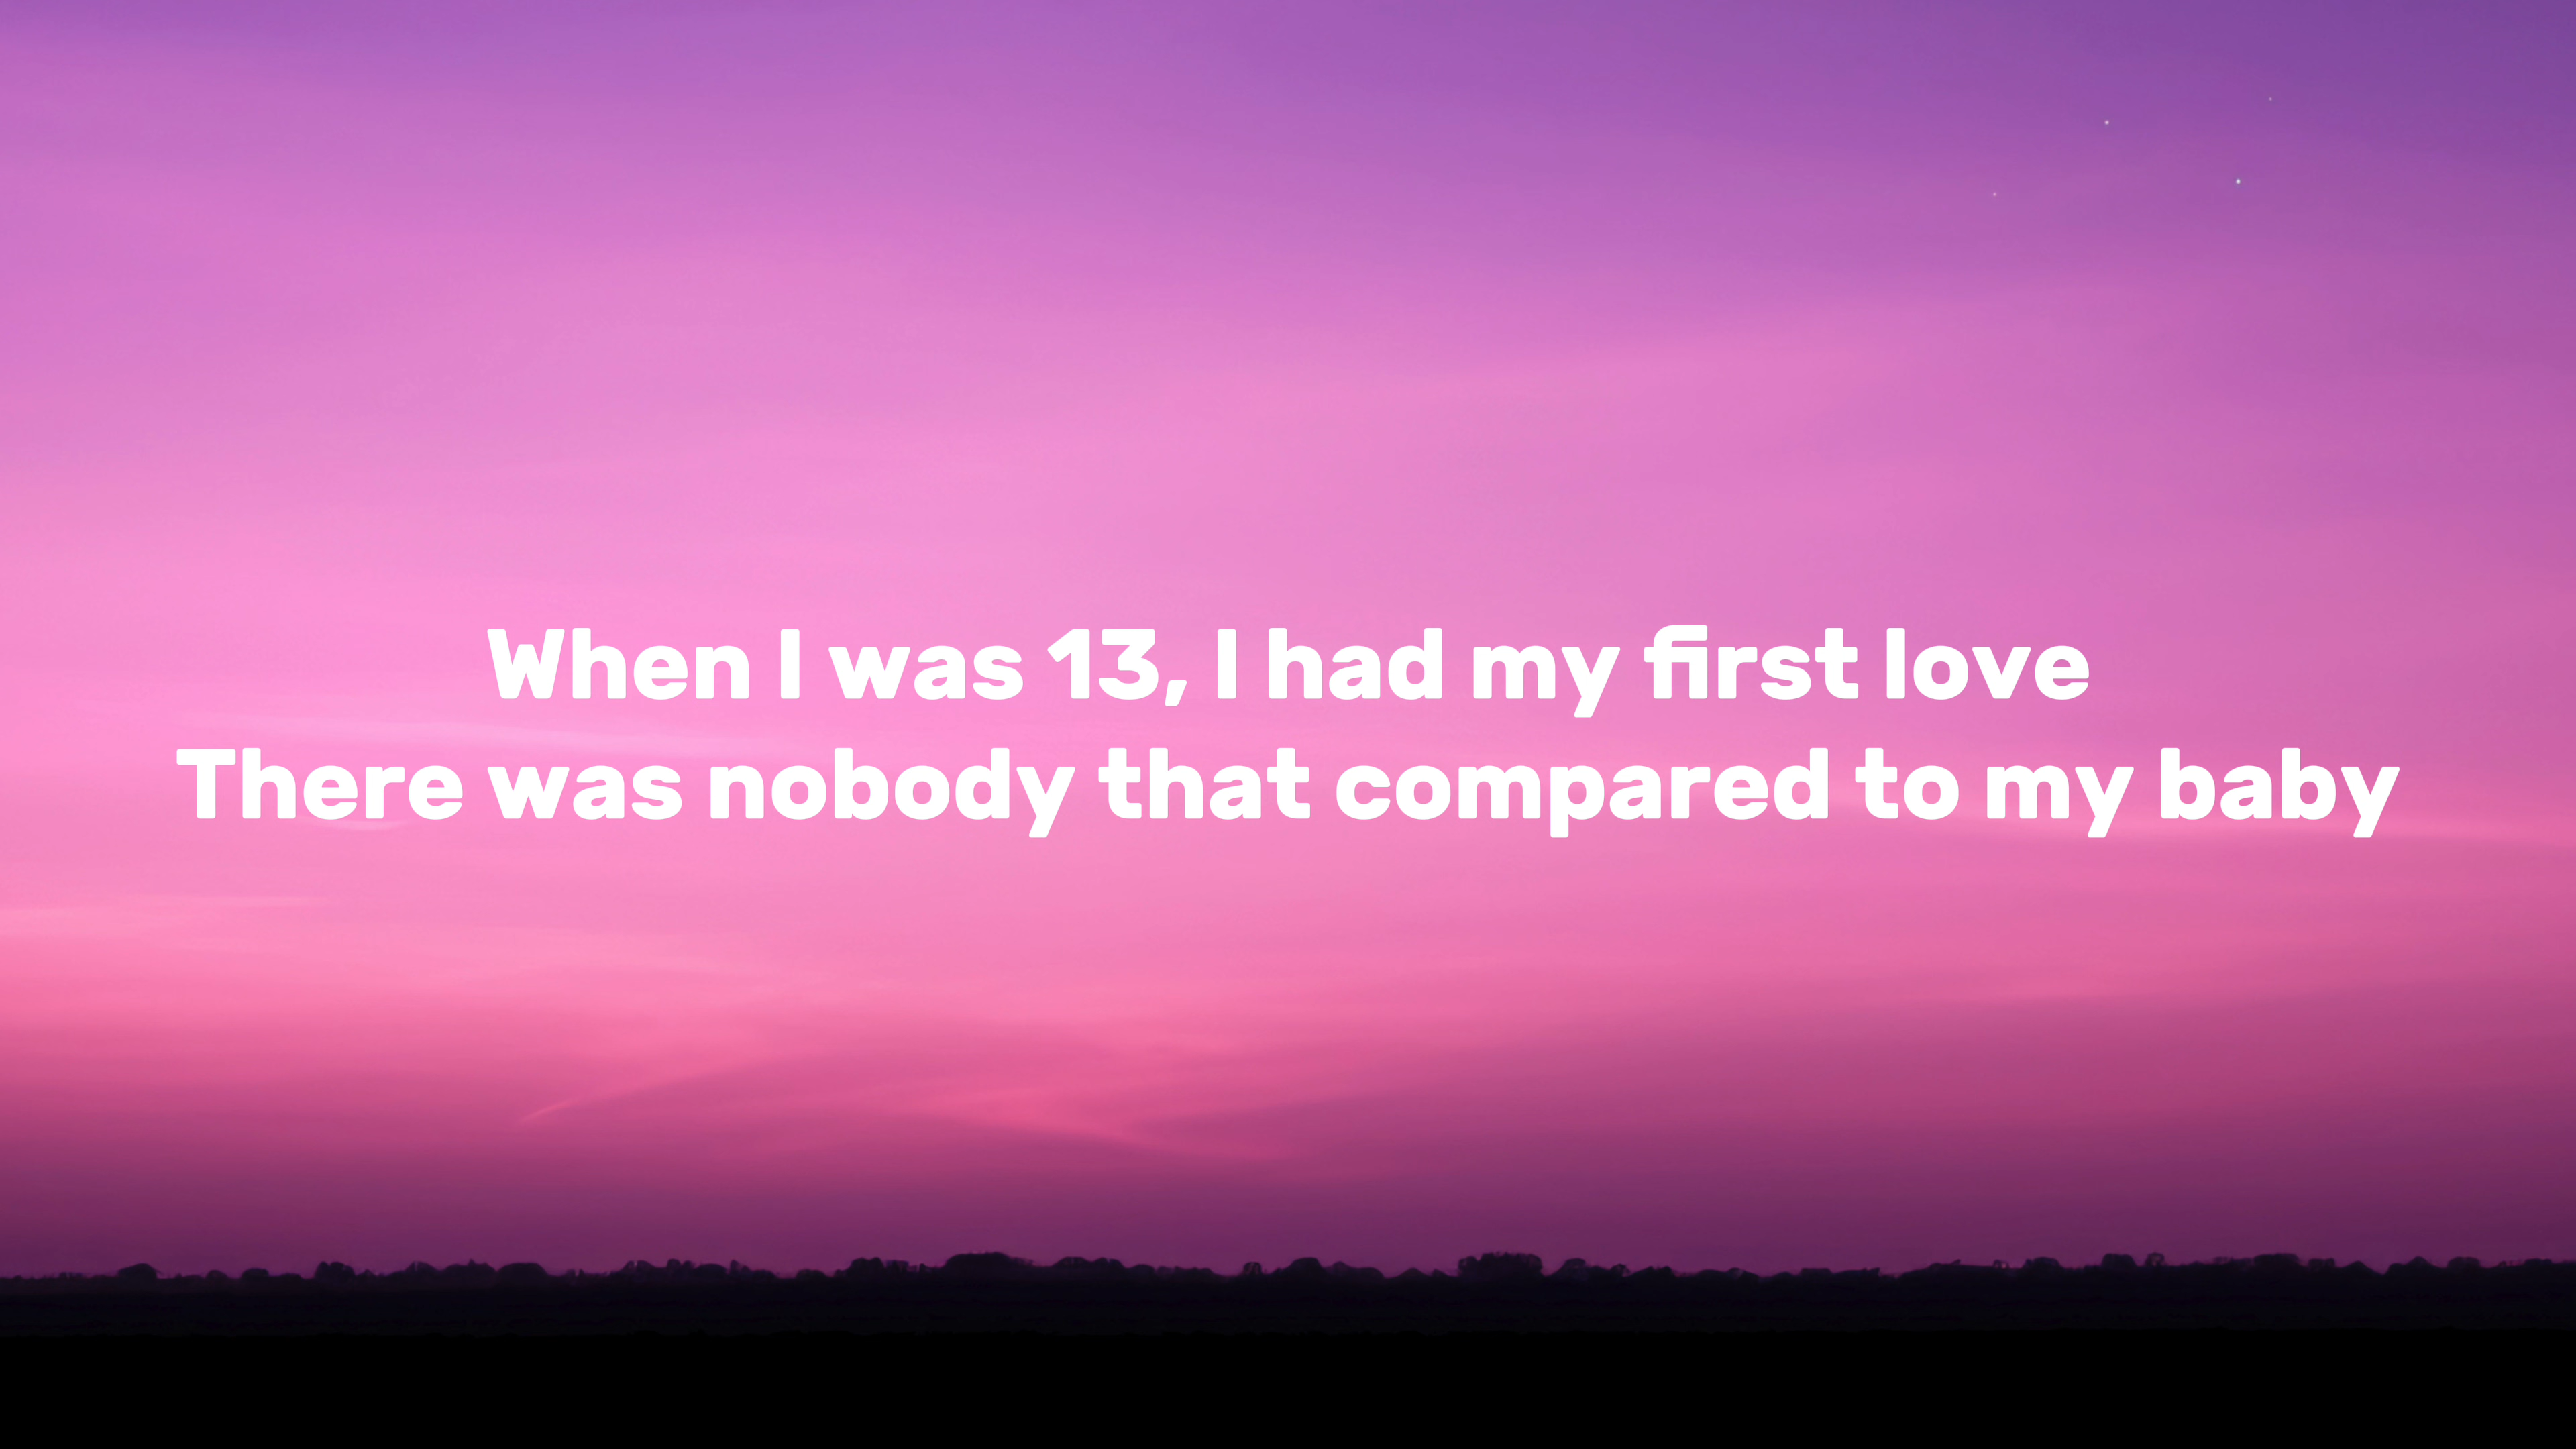 When I was 13, I had my first love
There was nobody that compared to my baby